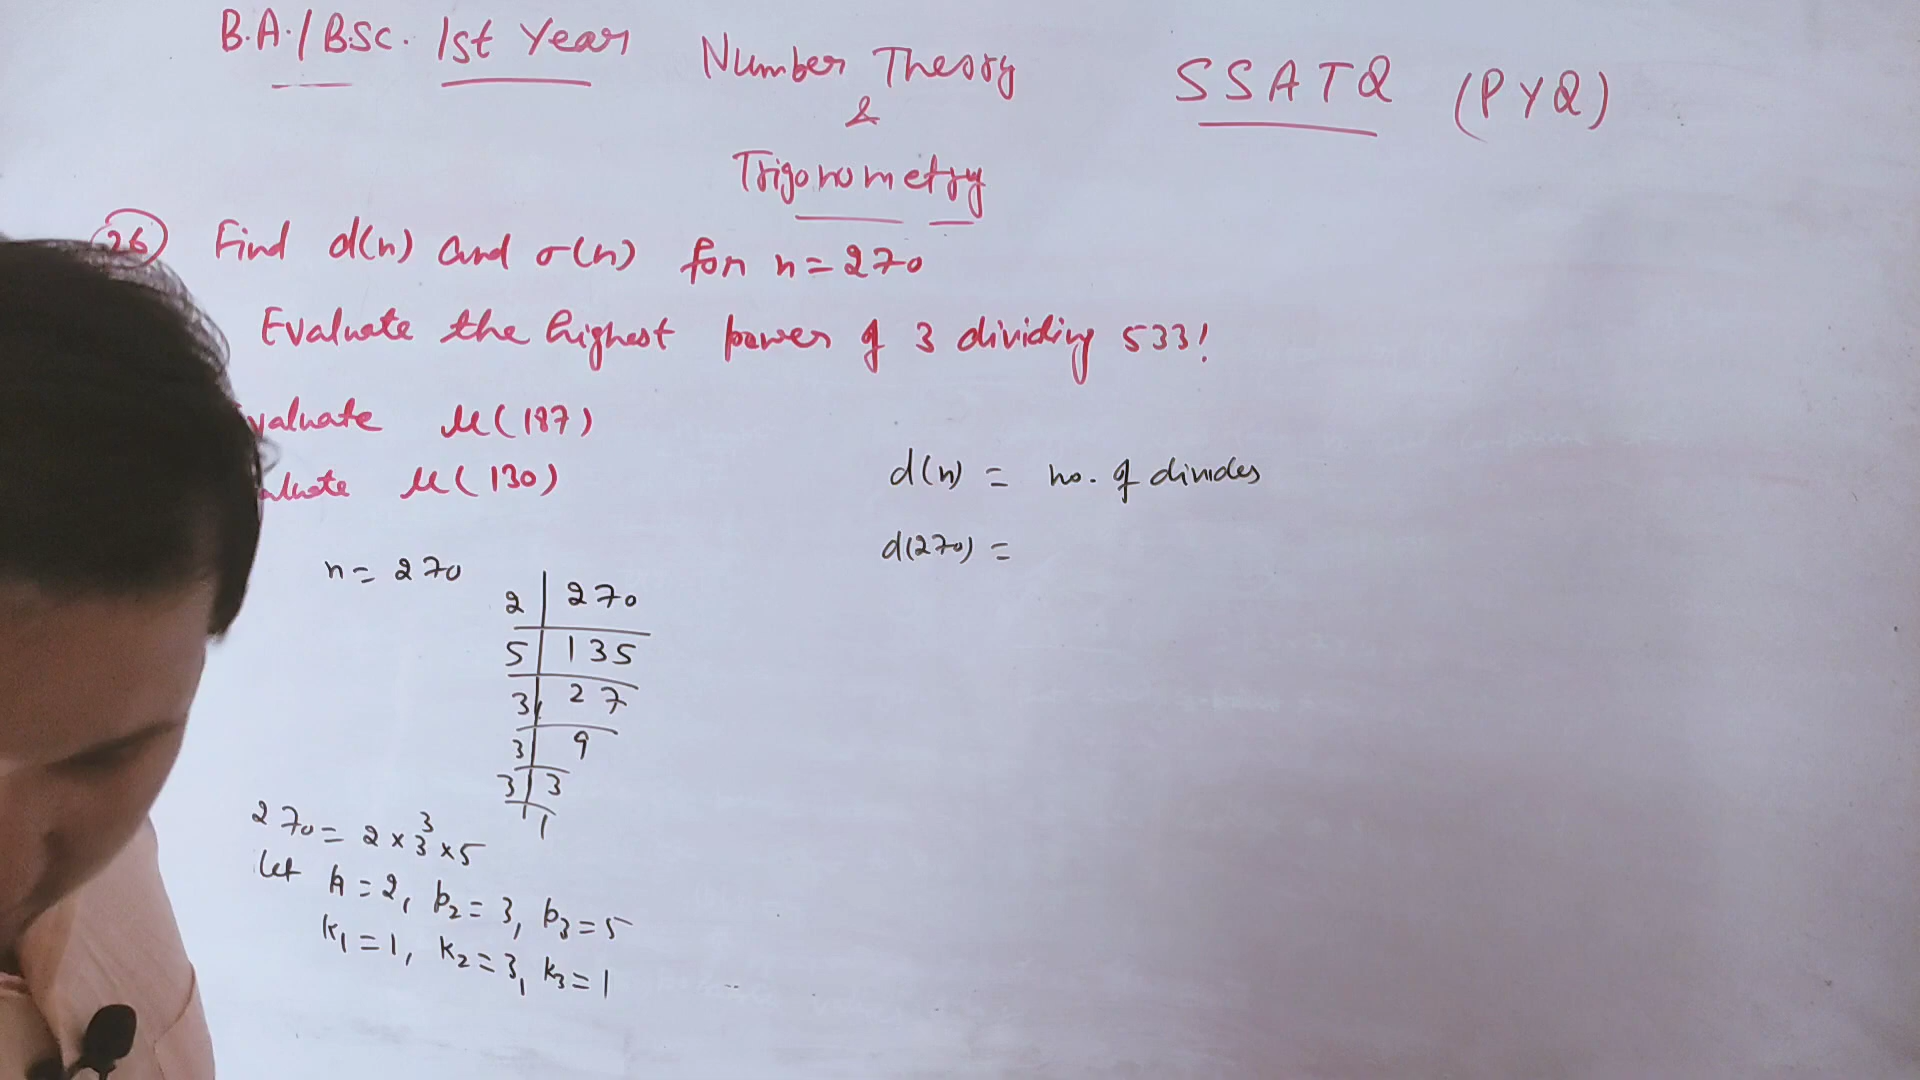 B.A./B.SC. 1st Year
Number Theory
&
Trigonometry
SSATQ (PYQ)
26 Find d(n) and σ(n) for n = 270
Evaluate the highest power of 3 dividing 533!
valuate μ(187)
aluate μ(130)
n = 270
2 | 270
5 | 135
3 | 27
3 | 9
3 | 3
1
270 = 2 × 3³ × 5
let p₁ = 2, p₂ = 3, p₃ = 5
k₁ = 1, k₂ = 3, k₃ = 1
d(n) = no. of divides
d(270) =